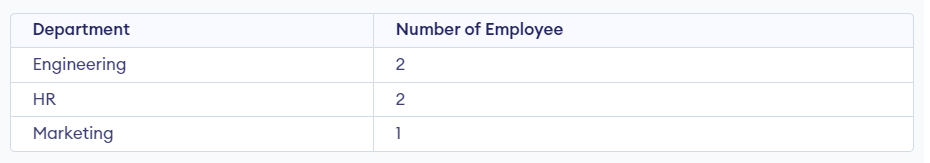 Department Number of Employee
Engineering 2
HR 2
Marketing 1